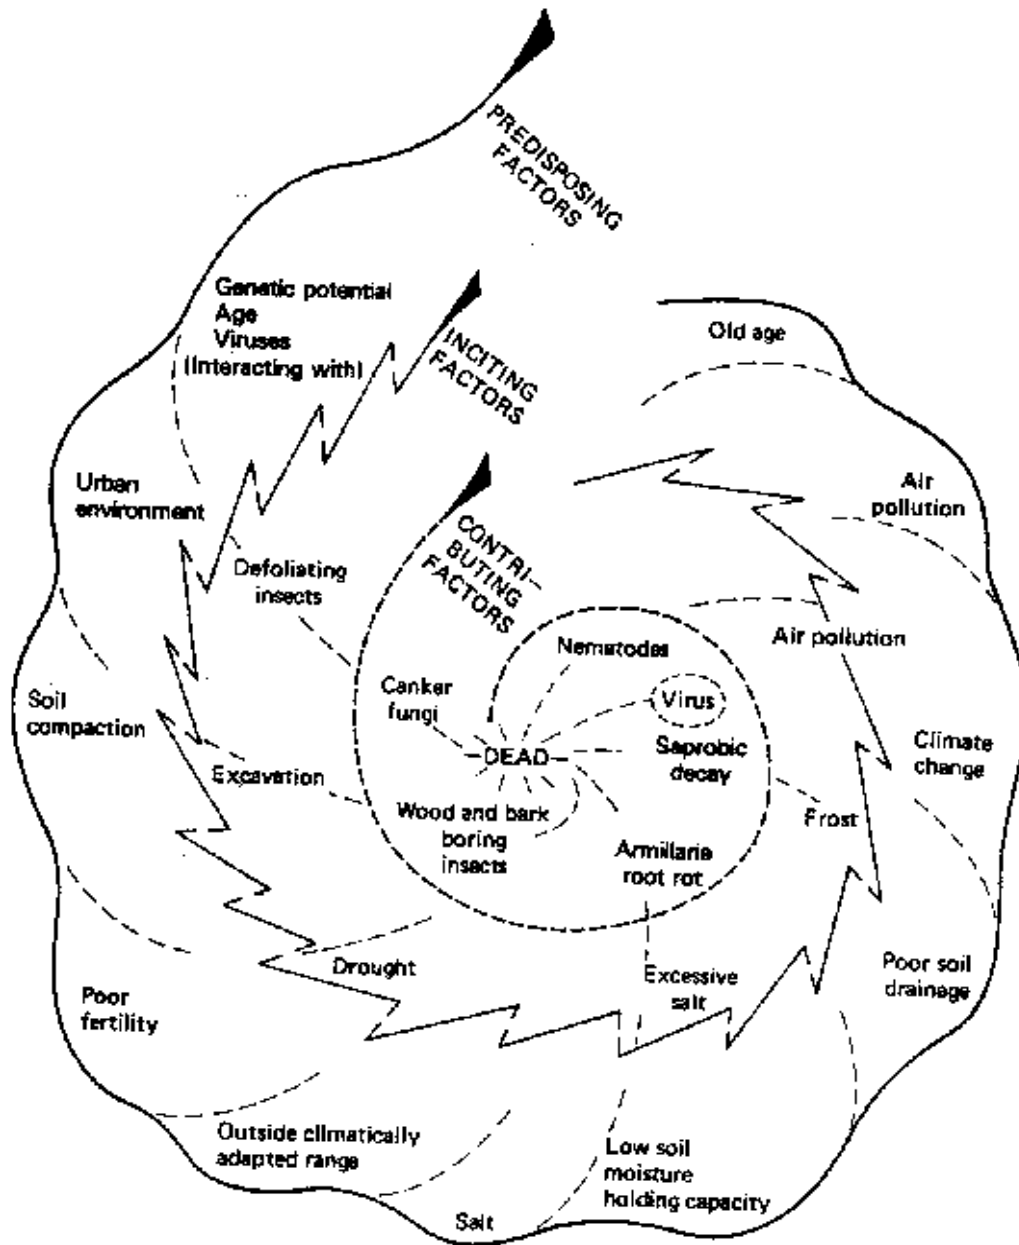 PREDISPOSING
FACTORS
Genetic potential
Age
Viruses
(Interacting with)
INCITING
FACTORS
Old age
Urban
environment
CONTRI-
BUTING
FACTORS
Air
pollution
Defoliating
insects
Nematodes
Air pollution
Canker
fungi
Virus
Soil
compaction
DEAD
Saprobic
decay
Climate
change
Excavation
Wood and bark
boring
insects
Frost
Armillaria
root rot
Drought
Excessive
salt
Poor soil
drainage
Poor
fertility
Outside climatically
adapted range
Low soil
moisture
holding capacity
Salt